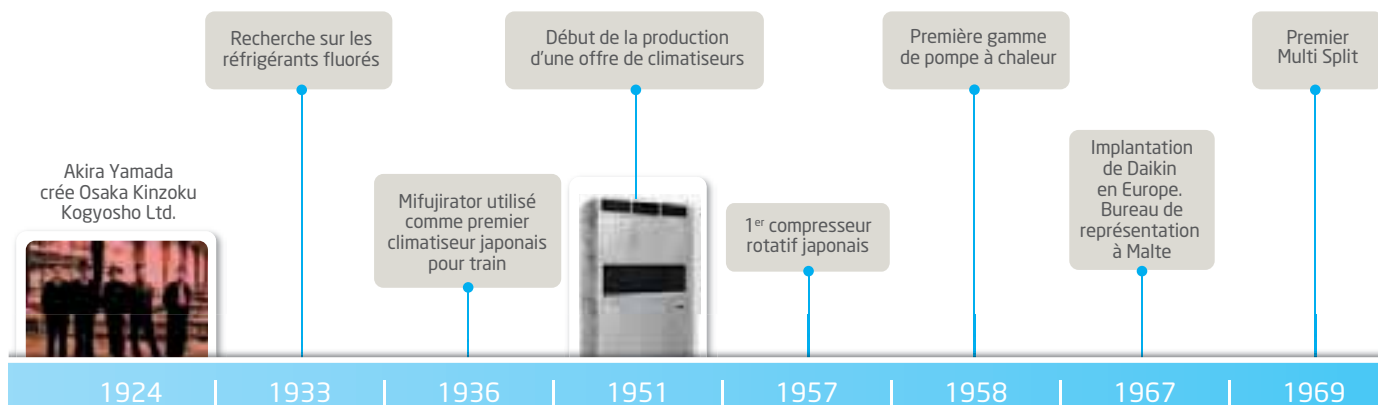 Recherche sur les
réfrigérants fluorés
Début de la production
d'une offre de climatiseurs
Première gamme
de pompe à chaleur
Premier
Multi Split
Akira Yamada
crée Osaka Kinzoku
Kogyosho Ltd.
Mifujirator utilisé
comme premier
climatiseur japonais
pour train
1er compresseur
rotatif japonais
Implantation
de Daikin
en Europe.
Bureau de
représentation
à Malte
1924
1933
1936
1951
1957
1958
1967
1969